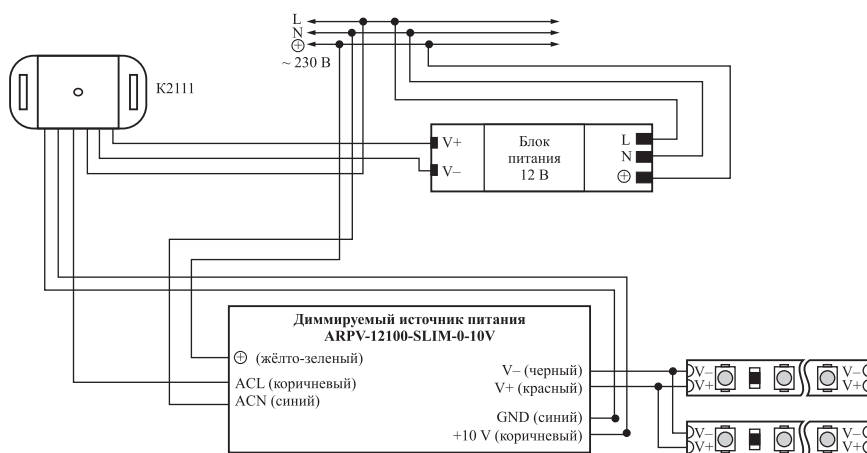 L
N
~ 230 В
К2111
V+
V–
Блок
питания
12 В
L
N
Диммируемый источник питания
ARPV-12100-SLIM-0-10V
(жёлто-зеленый)
ACL (коричневый)
ACN (синий)
V– (черный)
V+ (красный)
GND (синий)
+10 V (коричневый)
V–
V+
V–
V+
V–
V+
V–
V+